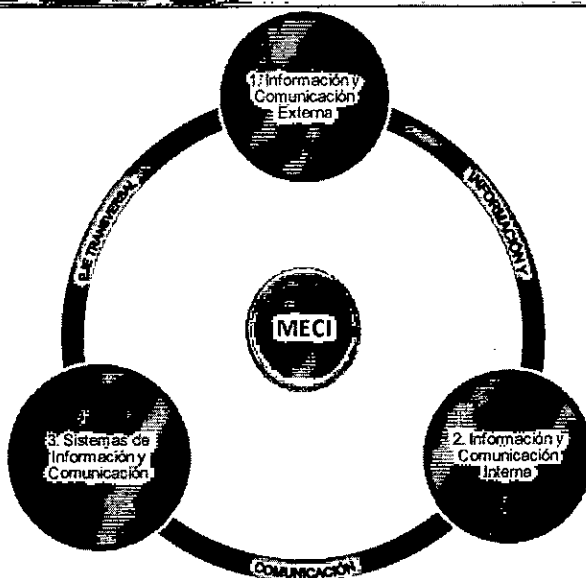 1. Información y
Comunicación
Externa
EJE TRANSVERSAL
INFORMACIÓN Y
MECI
3. Sistemas de
Información y
Comunicación
2. Información y
Comunicación
Interna
COMUNICACIÓN